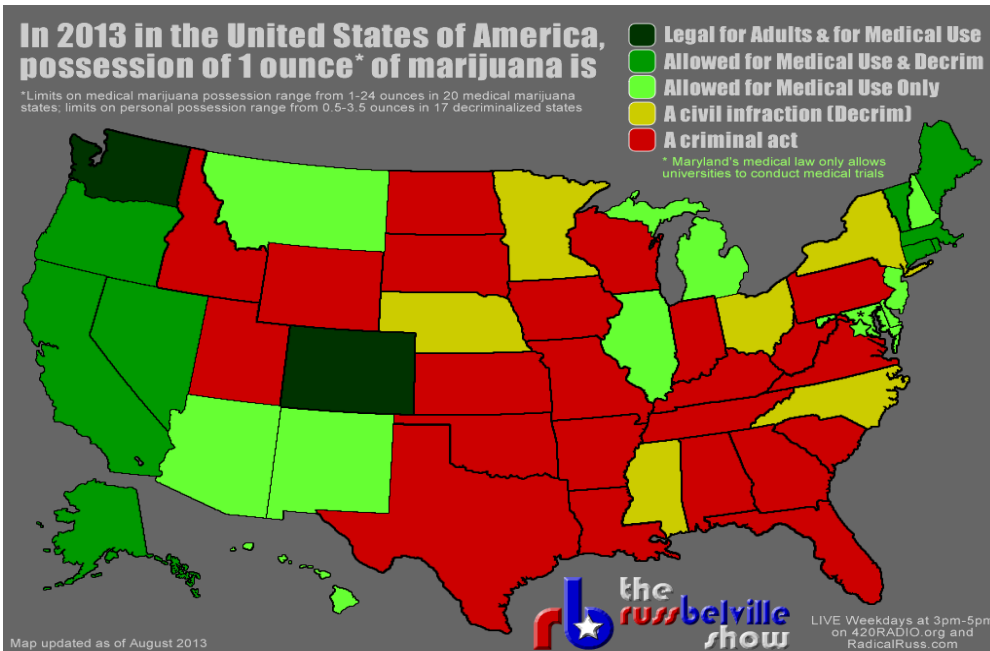 In 2013 in the United States of America,
possession of 1 ounce* of marijuana is
*Limits on medical marijuana possession range from 1-24 ounces in 20 medical marijuana
states; limits on personal possession range from 0.5-3.5 ounces in 17 decriminalized states
Legal for Adults & for Medical Use
Allowed for Medical Use & Decrim
Allowed for Medical Use Only
A civil infraction (Decrim)
A criminal act
* Maryland's medical law only allows
universities to conduct medical trials
*
rb
the
russbelville
show
LIVE Weekdays at 3pm-5pm
on 420RADIO.org and
RadicalRuss.com
Map updated as of August 2013